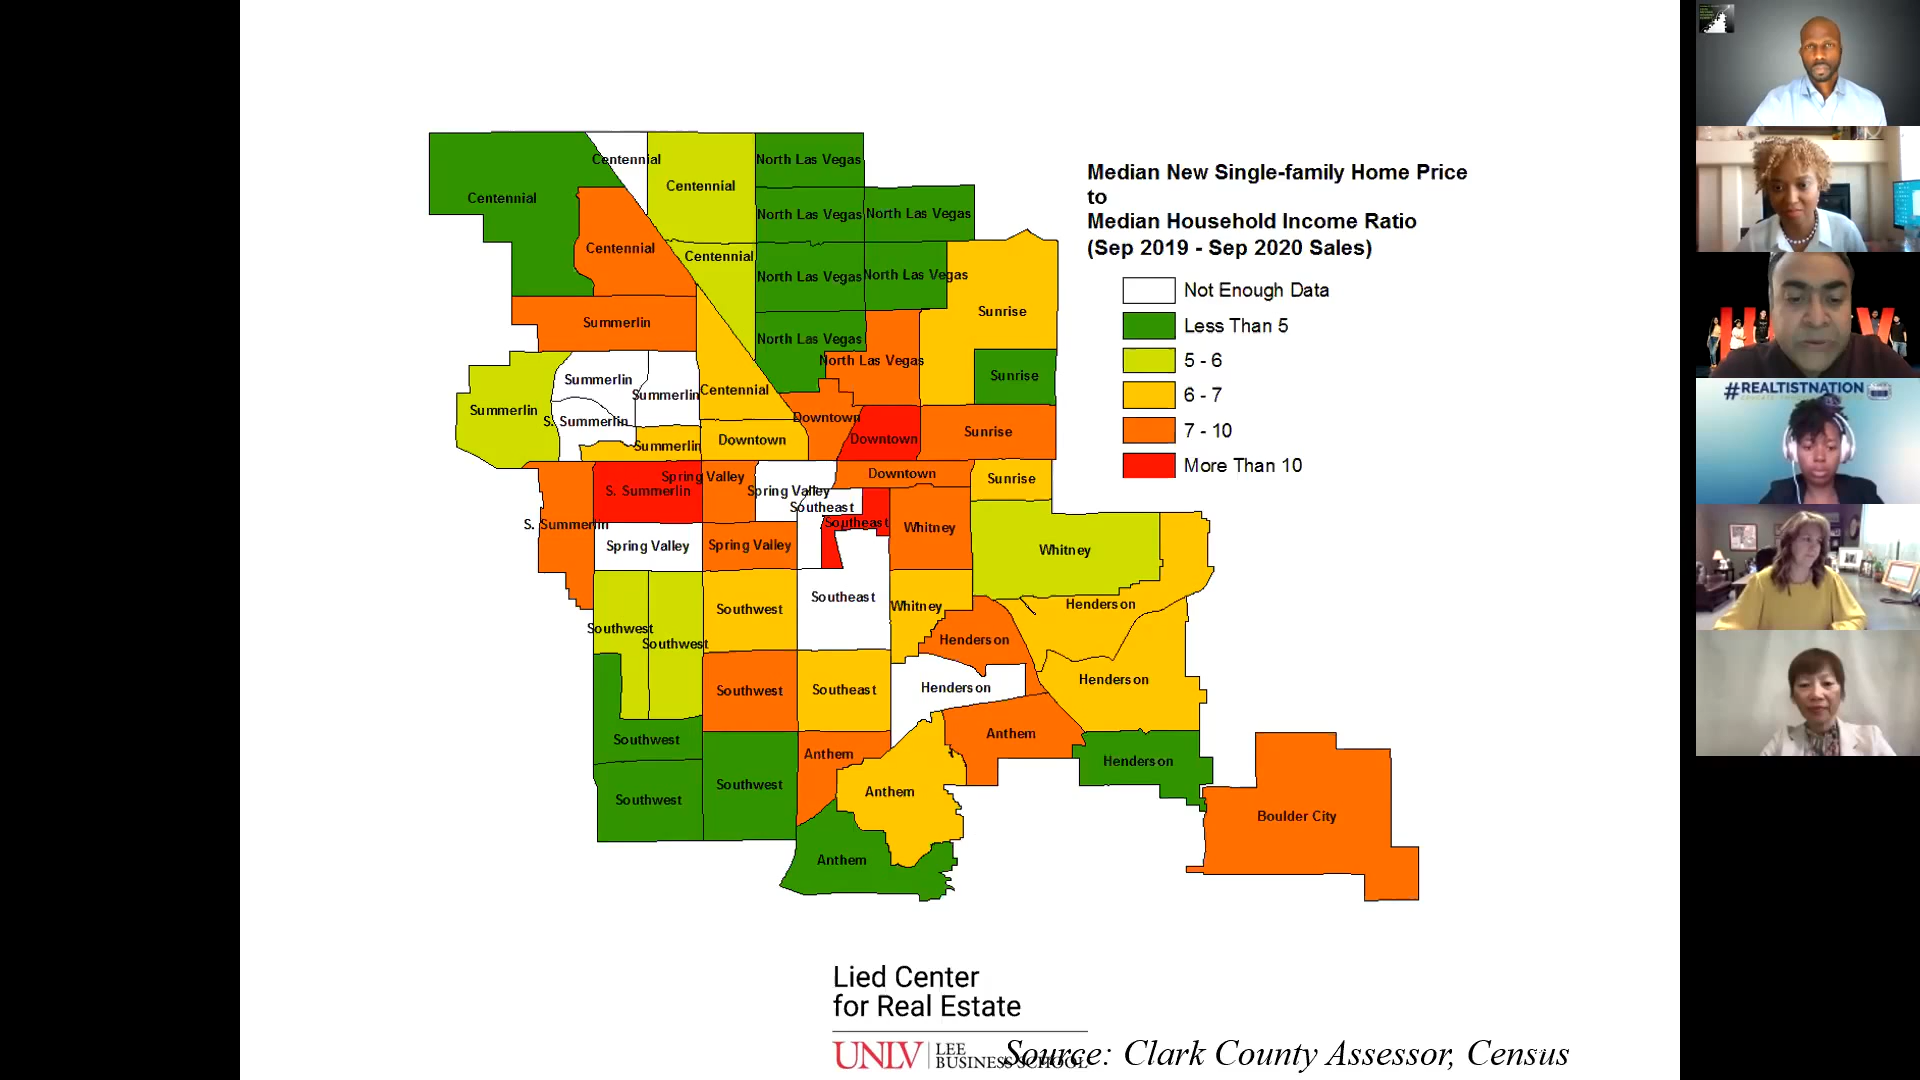 Centennial
North Las Vegas
Centennial
Centennial
North Las Vegas
North Las Vegas
Centennial
Centennial
North Las Vegas
North Las Vegas
Sunrise
Summerlin
North Las Vegas
North Las Vegas
Sunrise
Summerlin
Summerlin
Centennial
Summerlin
S. Summerlin
Downtown
Downtown
Sunrise
Summerlin
Downtown
Downtown
Sunrise
Spring Valley
S. Summerlin
Spring Valley
Southeast
Southeast
S. Summerlin
Whitney
Spring Valley
Spring Valley
Whitney
Southeast
Southwest
Whitney
Henderson
Southwest
Southwest
Henderson
Henderson
Southwest
Southeast
Henderson
Southwest
Anthem
Anthem
Henderson
Southwest
Southwest
Anthem
Boulder City
Anthem
Median New Single-family Home Price
to
Median Household Income Ratio
(Sep 2019 - Sep 2020 Sales)
Not Enough Data
Less Than 5
5 - 6
6 - 7
7 - 10
More Than 10
Lied Center
for Real Estate
UNLV
LEE
BUSINESS SCHOOL
Source: Clark County Assessor, Census
#REALTISTNATION